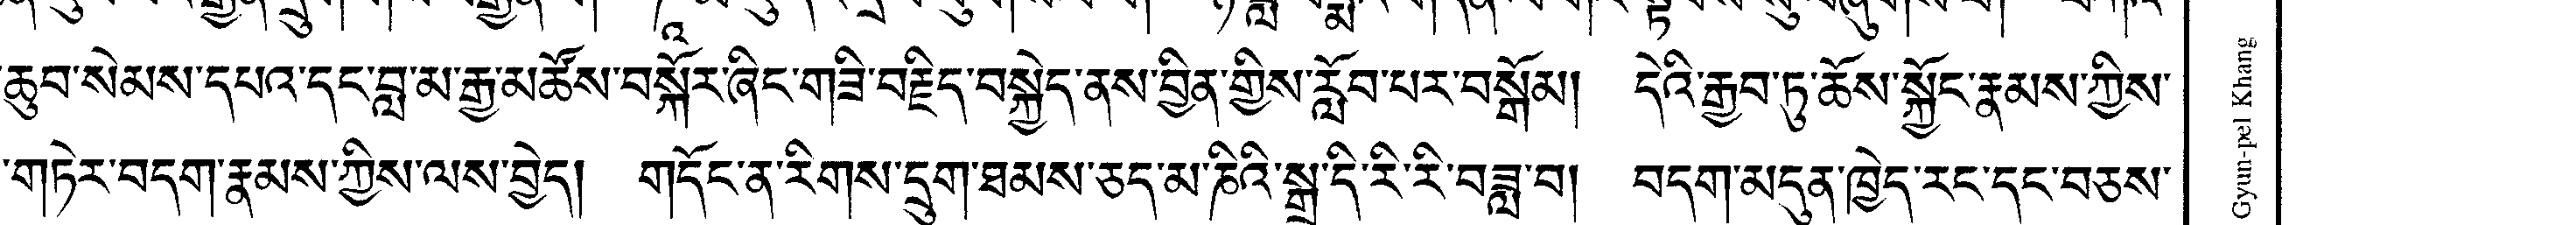 ཆུབ་སེམས་དཔའ་དང་བླ་མ་རྒྱ་མཚོས་བསྐོར་ཞིང་གཟི་བརྗིད་བསྐྱེད་ནས་བྱིན་གྱིས་རློབ་པར་བསྒོམ། དེའི་རྒྱབ་ཏུ་ཆོས་སྐྱོང་རྣམས་ཀྱིས་
གཏེར་བདག་རྣམས་ཀྱིས་ལས་བྱེད། གདོང་ན་རིགས་དྲུག་ཐམས་ཅད་མ་ཎིའི་སྒྲ་དི་རི་རི་བཟླ་བ། བདག་མདུན་ཁྱེད་རང་དང་བཅས་
Gyun-pel Khang